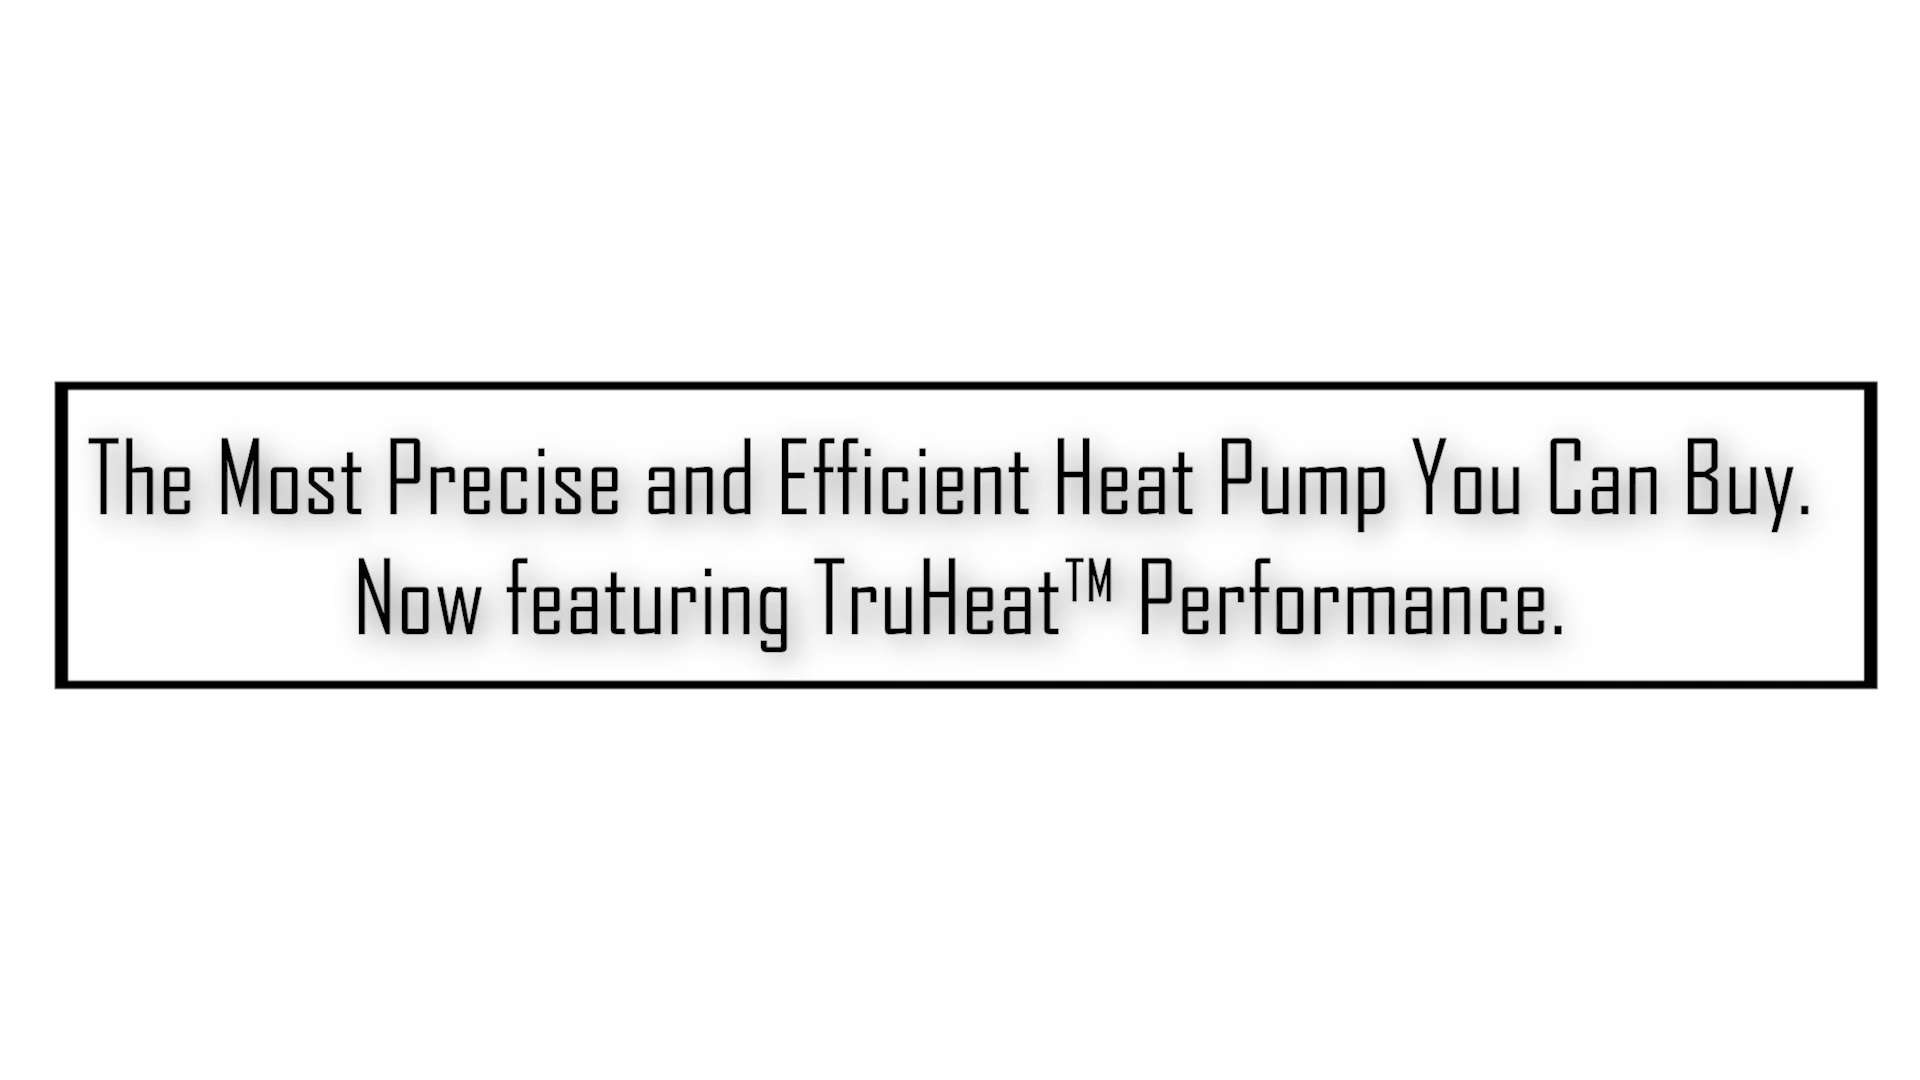 The Most Precise and Efficient Heat Pump You Can Buy.
Now featuring TruHeat™ Performance.